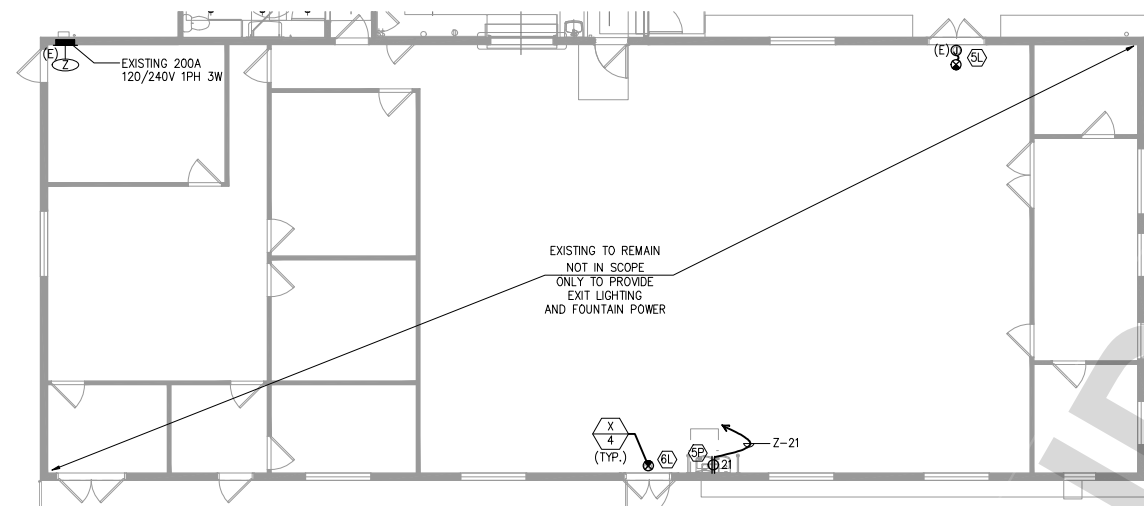 (E)
Z
EXISTING 200A
120/240V 1PH 3W
(E)
5L
EXISTING TO REMAIN
NOT IN SCOPE
ONLY TO PROVIDE
EXIT LIGHTING
AND FOUNTAIN POWER
X
4
(TYP.)
6L
5P
21
Z-21